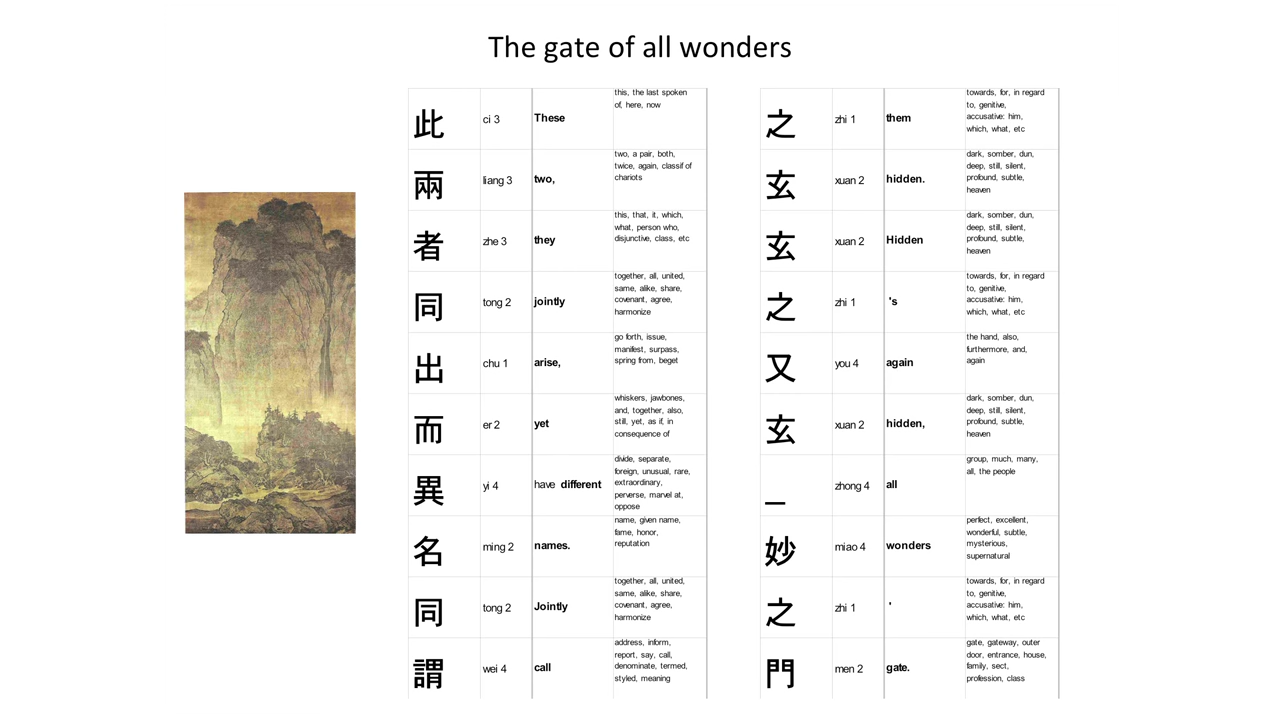 The gate of all wonders
此 ci 3 These
this, the last spoken
of, here, now
兩 liang 3 two,
two, a pair, both,
twice, again, classif of
chariots
者 zhe 3 they
this, that, it, which,
what, person who,
disjunctive, class, etc
同 tong 2 jointly
together, all, united,
same, alike, share,
covenant, agree,
harmonize
出 chu 1 arise,
go forth, issue,
manifest, surpass,
spring from, beget
而 er 2 yet
whiskers, jawbones,
and, together, also,
still, yet, as if, in
consequence of
異 yi 4 have different
divide, separate,
foreign, unusual, rare,
extraordinary,
perverse, marvel at,
oppose
名 ming 2 names.
name, given name,
fame, honor,
reputation
同 tong 2 Jointly
together, all, united,
same, alike, share,
covenant, agree,
harmonize
謂 wei 4 call
address, inform,
report, say, call,
denominate, termed,
styled, meaning
之 zhi 1 them
towards, for, in regard
to, genitive,
accusative: him,
which, what, etc
玄 xuan 2 hidden.
dark, somber, dun,
deep, still, silent,
profound, subtle,
heaven
玄 xuan 2 Hidden
dark, somber, dun,
deep, still, silent,
profound, subtle,
heaven
之 zhi 1 's
towards, for, in regard
to, genitive,
accusative: him,
which, what, etc
又 you 4 again
the hand, also,
furthermore, and,
again
玄 xuan 2 hidden,
dark, somber, dun,
deep, still, silent,
profound, subtle,
heaven
_ zhong 4 all
group, much, many,
all, the people
妙 miao 4 wonders
perfect, excellent,
wonderful, subtle,
mysterious,
supernatural
之 zhi 1 '
towards, for, in regard
to, genitive,
accusative: him,
which, what, etc
門 men 2 gate.
gate, gateway, outer
door, entrance, house,
family, sect,
profession, class